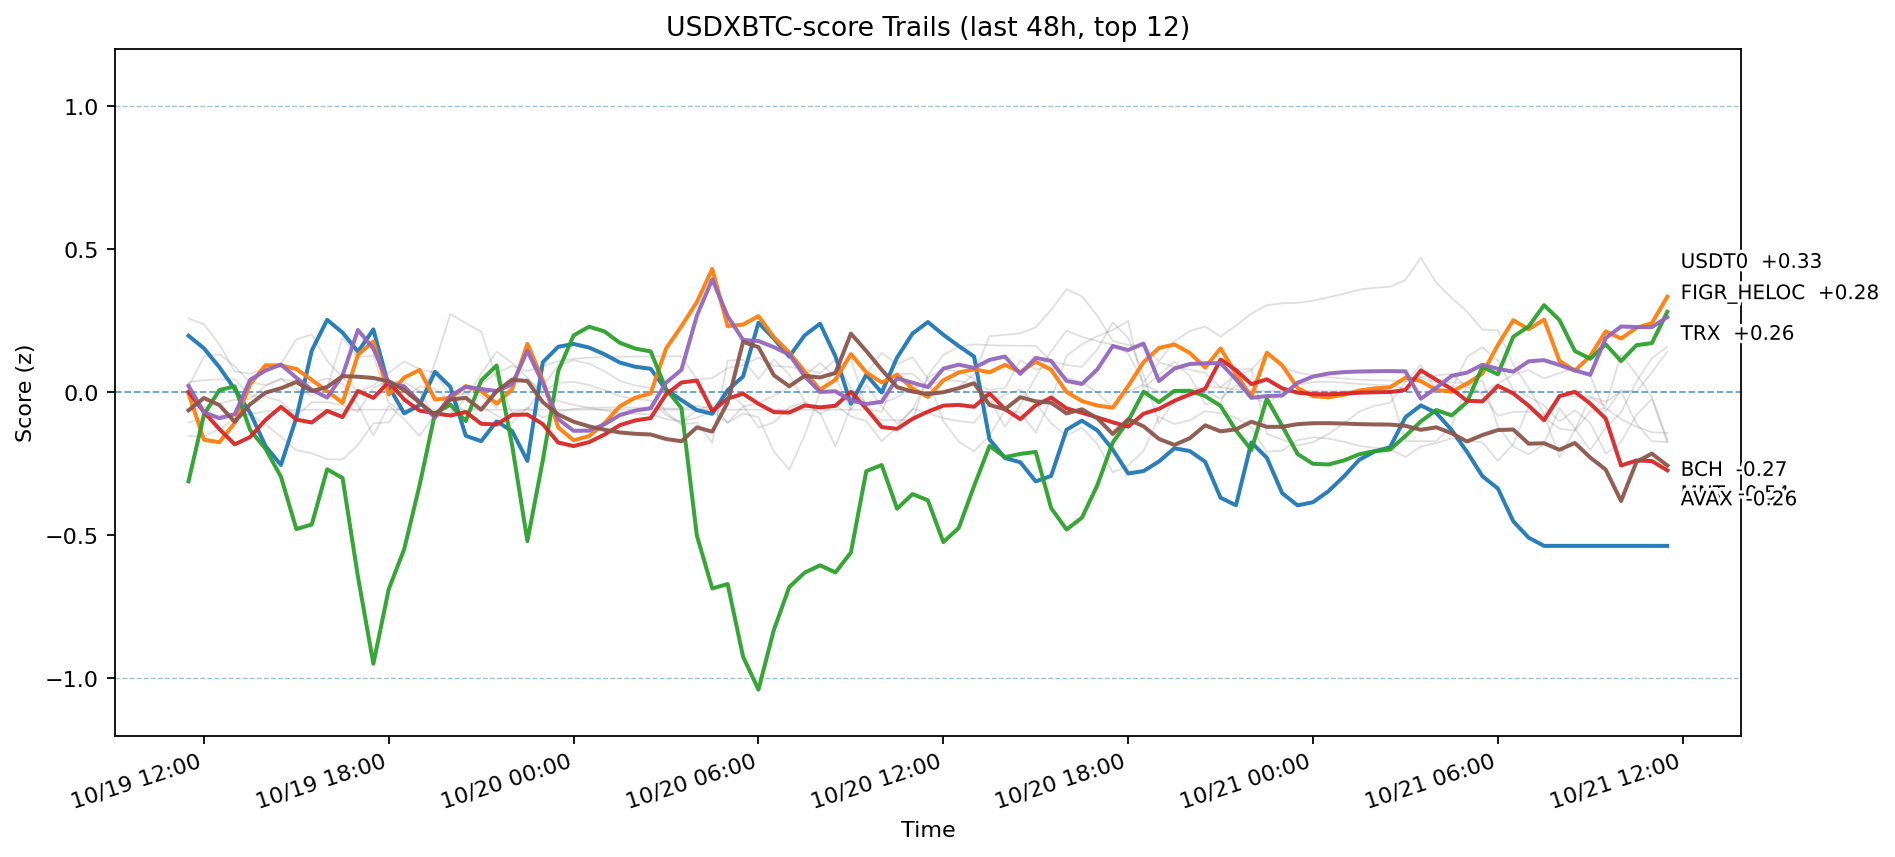 USDXBTC-score Trails (last 48h, top 12)
Score (z)
1.0
0.5
0.0
−0.5
−1.0
USDT0 +0.33
FIGR_HELOC +0.28
TRX +0.26
BCH -0.27
AVAX -0.26
10/19 12:00
10/19 18:00
10/20 00:00
10/20 06:00
10/20 12:00
10/20 18:00
10/21 00:00
10/21 06:00
10/21 12:00
Time